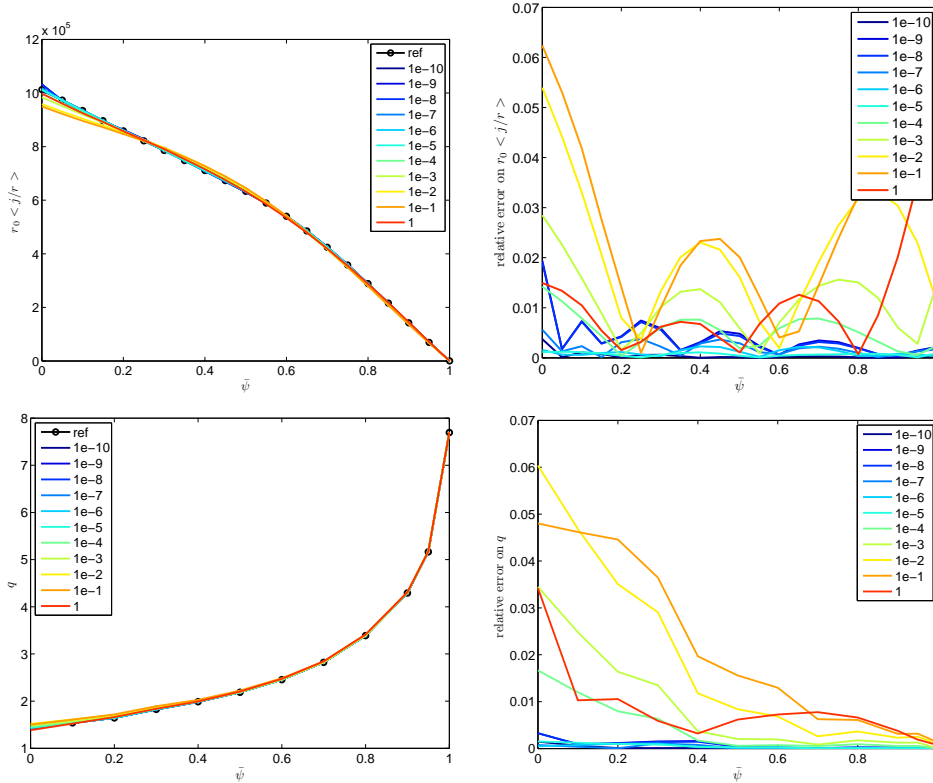 x 10⁵
12
10
8
6
4
2
0
0 0.2 0.4 0.6 0.8 1
r₀ < j/r >
ψ̄
ref
1e−10
1e−9
1e−8
1e−7
1e−6
1e−5
1e−4
1e−3
1e−2
1e−1
1
0.07
0.06
0.05
0.04
0.03
0.02
0.01
0
0 0.2 0.4 0.6 0.8
relative error on r₀ < j/r >
ψ̄
1e−10
1e−9
1e−8
1e−7
1e−6
1e−5
1e−4
1e−3
1e−2
1e−1
1
8
7
6
5
4
3
2
1
0 0.2 0.4 0.6 0.8 1
q
ψ̄
ref
1e−10
1e−9
1e−8
1e−7
1e−6
1e−5
1e−4
1e−3
1e−2
1e−1
1
0.07
0.06
0.05
0.04
0.03
0.02
0.01
0
0 0.2 0.4 0.6 0.8
relative error on q
ψ̄
1e−10
1e−9
1e−8
1e−7
1e−6
1e−5
1e−4
1e−3
1e−2
1e−1
1